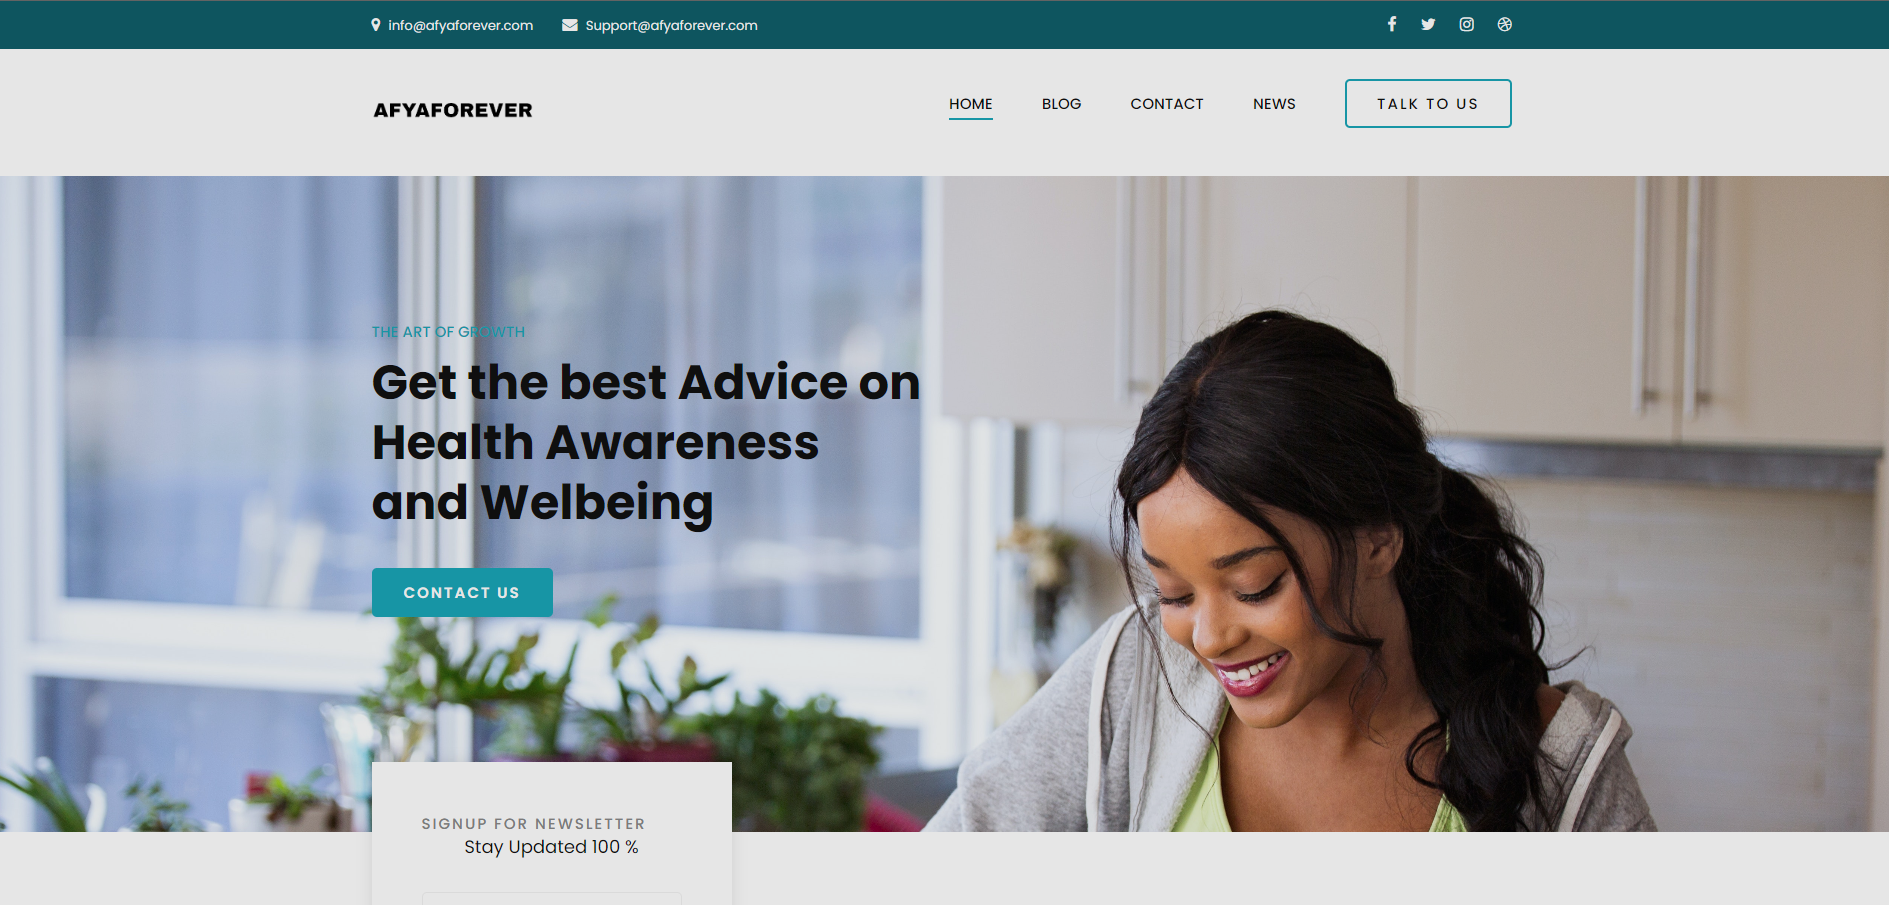 info@afyaforever.com Support@afyaforever.com
AFYAFOREVER
HOME BLOG CONTACT NEWS TALK TO US
THE ART OF GROWTH
Get the best Advice on
Health Awareness
and Welbeing
CONTACT US
SIGNUP FOR NEWSLETTER
Stay Updated 100 %